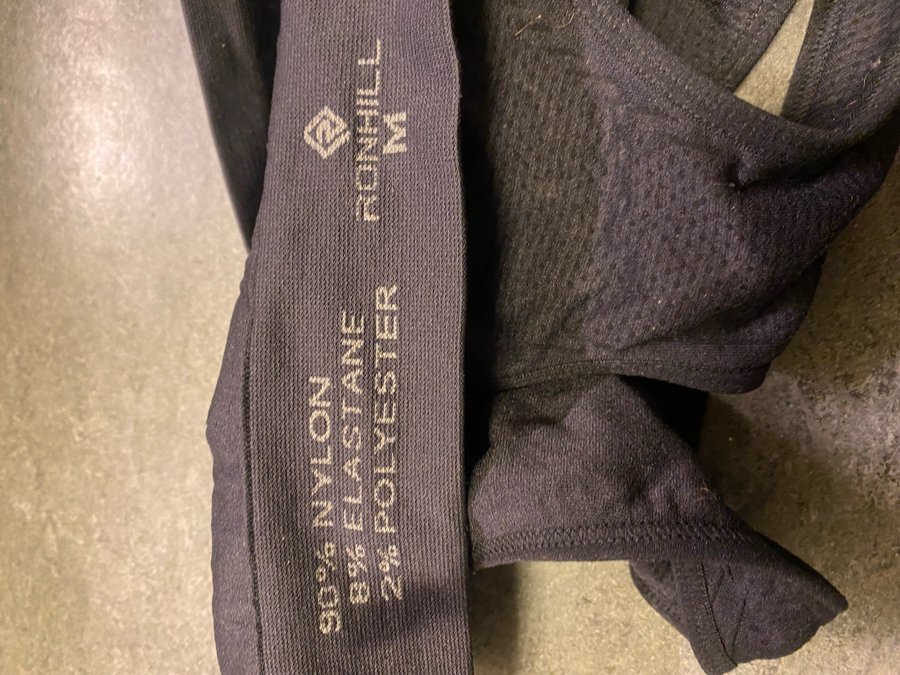 RONHILL
M
90% NYLON
8% ELASTANE
2% POLYESTER